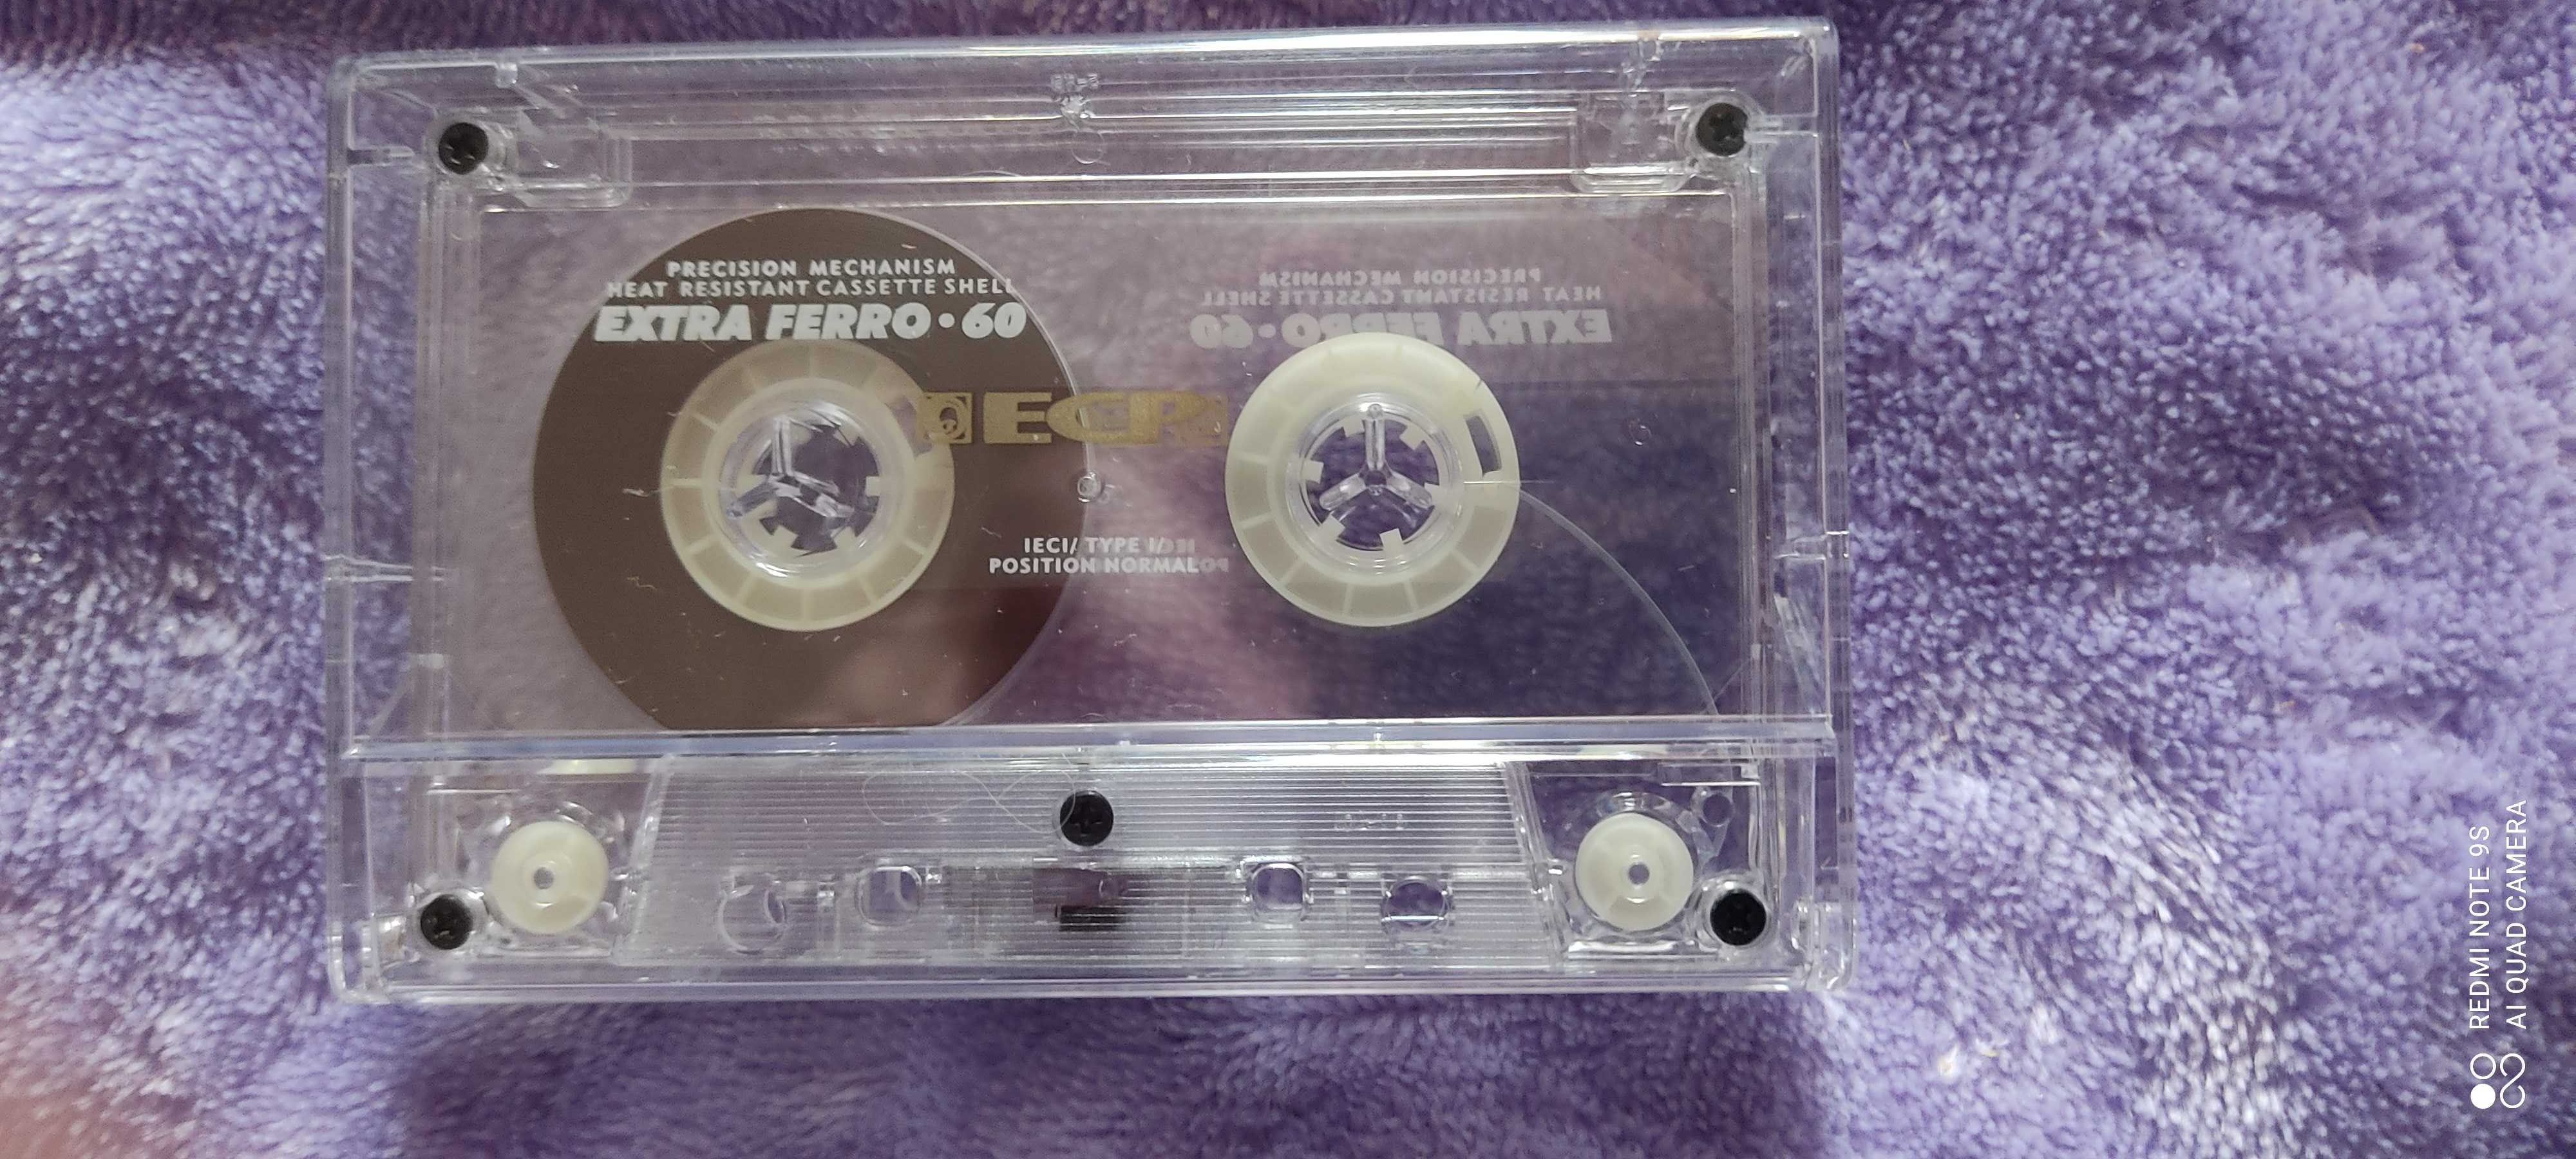 PRECISION MECHANISM
HEAT RESISTANT CASSETTE SHELL
EXTRA FERRO • 60
ECP
IECI/ TYPE I/
POSITION NORMAL
REDMI NOTE 9S
AI QUAD CAMERA